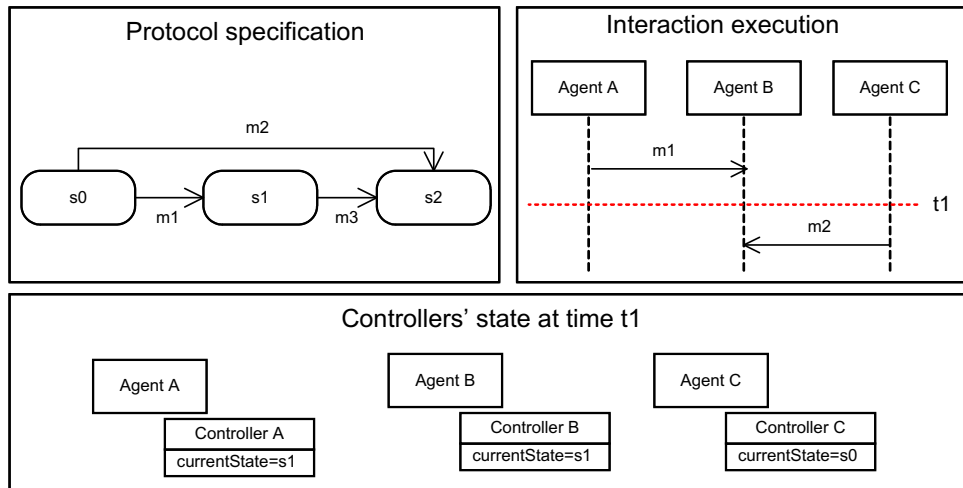 Protocol specification
m2
s0
s1
s2
m1
m3
Interaction execution
Agent A
Agent B
Agent C
m1
t1
m2
Controllers’ state at time t1
Agent A
Agent B
Agent C
Controller A
currentState=s1
Controller B
currentState=s1
Controller C
currentState=s0